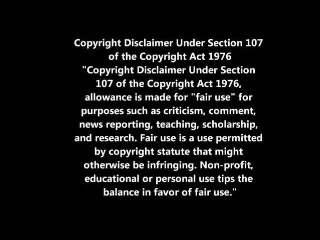 Copyright Disclaimer Under Section 107
of the Copyright Act 1976
"Copyright Disclaimer Under Section
107 of the Copyright Act 1976,
allowance is made for "fair use" for
purposes such as criticism, comment,
news reporting, teaching, scholarship,
and research. Fair use is a use permitted
by copyright statute that might
otherwise be infringing. Non-profit,
educational or personal use tips the
balance in favor of fair use."